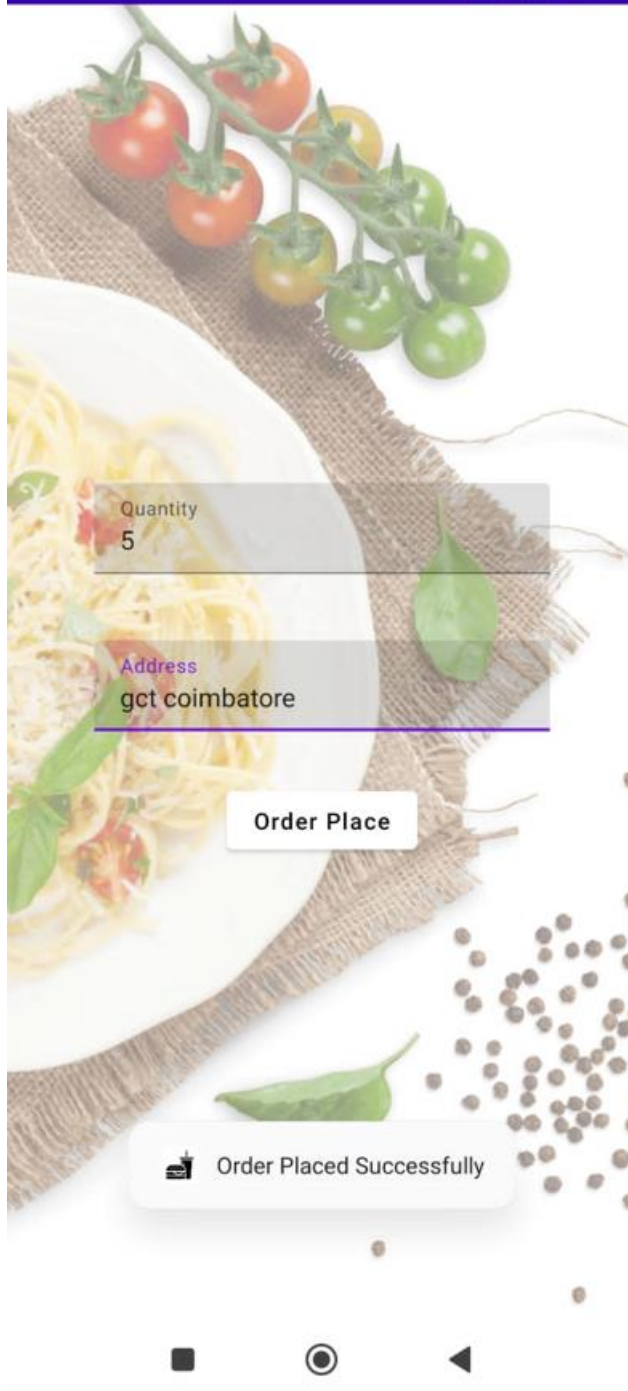 Quantity
5
Address
gct coimbatore
Order Place
Order Placed Successfully